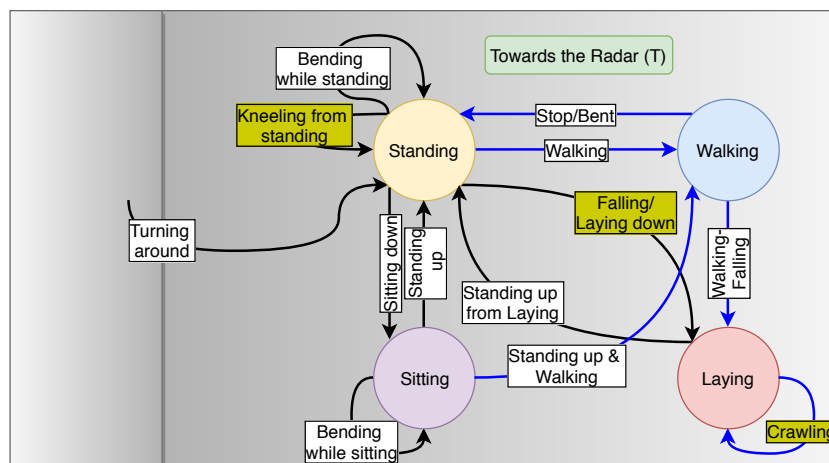 Bending
while standing
Towards the Radar (T)
Kneeling from
standing
Stop/Bent
Standing
Walking
Walking
Falling/
Laying down
Turning
around
Sitting down
Standing
up
Walking-
Falling
Standing up
from Laying
Standing up &
Walking
Sitting
Laying
Bending
while sitting
Crawling